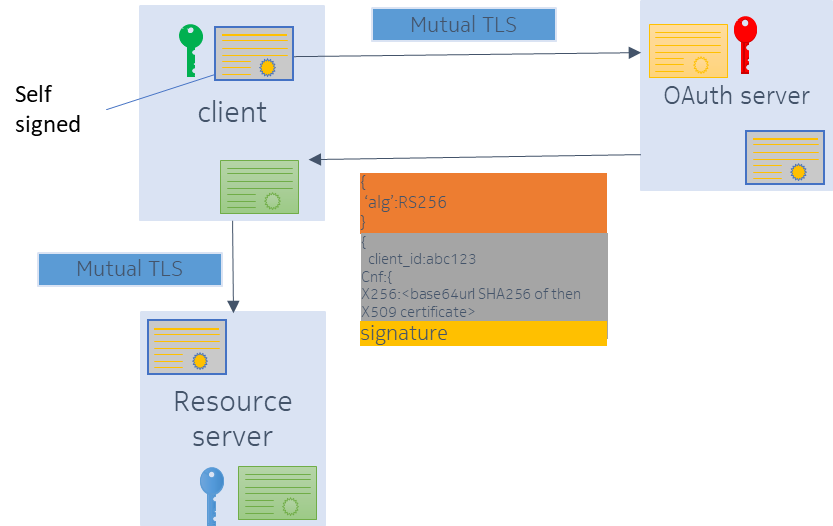 Mutual TLS
Self
signed
client
OAuth server
{
‘alg’:RS256
}
{
client_id:abc123
Cnf:{
X256:<base64url SHA256 of then
X509 certificate>
signature
Mutual TLS
Resource
server